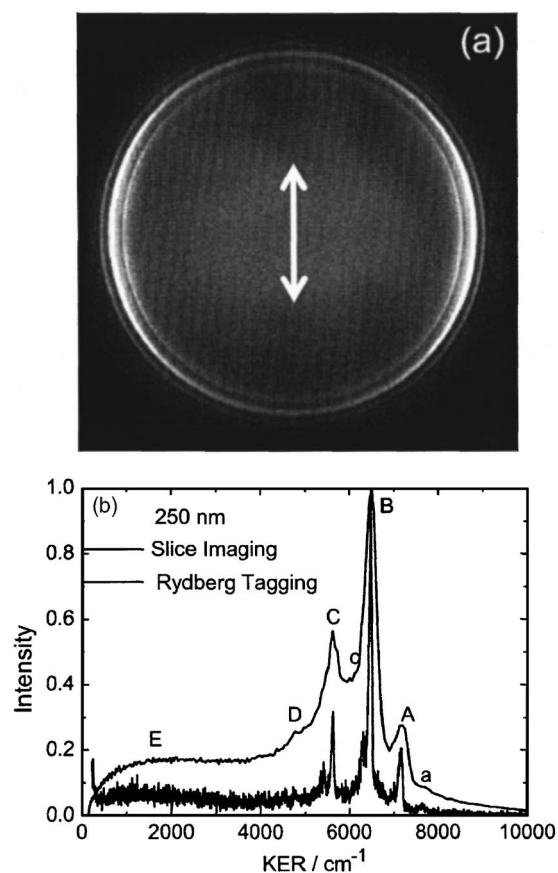 (a)
(b)
250 nm
Slice Imaging
Rydberg Tagging
B
C
c
A
D
E
a
1.0
0.8
0.6
0.4
0.2
0.0
Intensity
0 2000 4000 6000 8000 10000
KER / cm-1